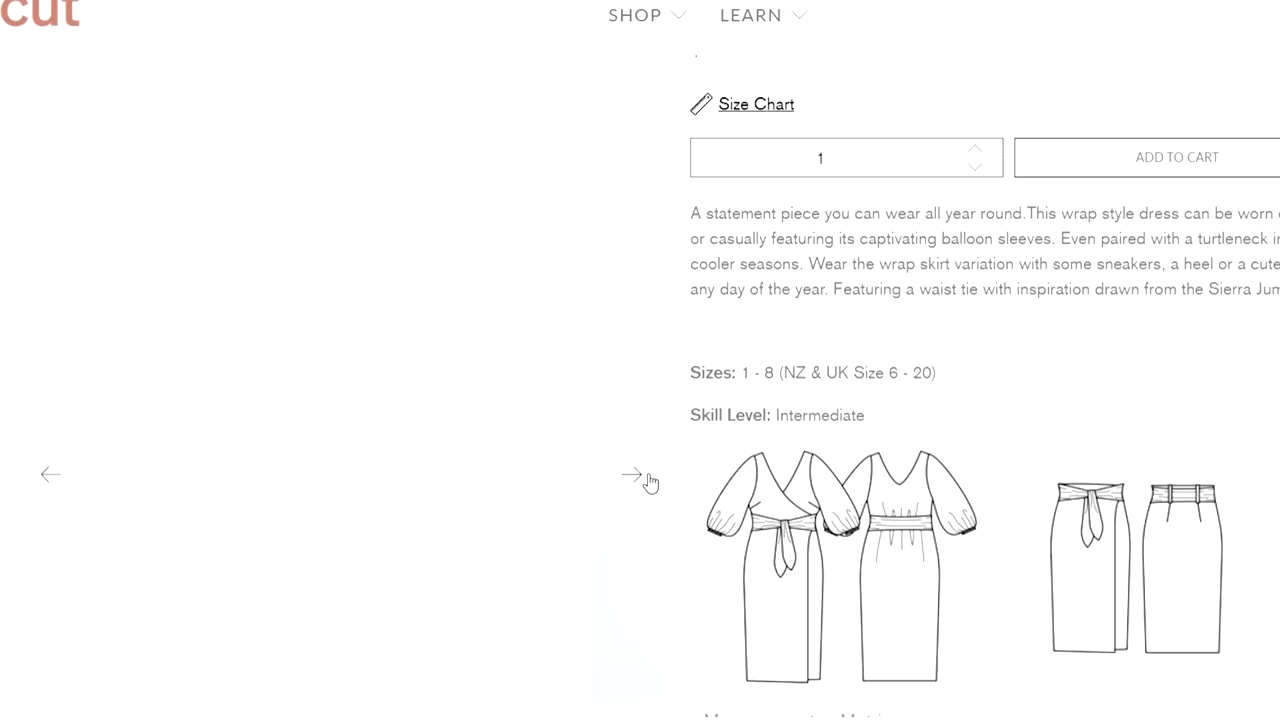 cut
SHOP LEARN
Size Chart
1
ADD TO CART
A statement piece you can wear all year round.This wrap style dress can be worn
or casually featuring its captivating balloon sleeves. Even paired with a turtleneck
cooler seasons. Wear the wrap skirt variation with some sneakers, a heel or a cute
any day of the year. Featuring a waist tie with inspiration drawn from the Sierra Jum
Sizes: 1 - 8 (NZ & UK Size 6 - 20)
Skill Level: Intermediate